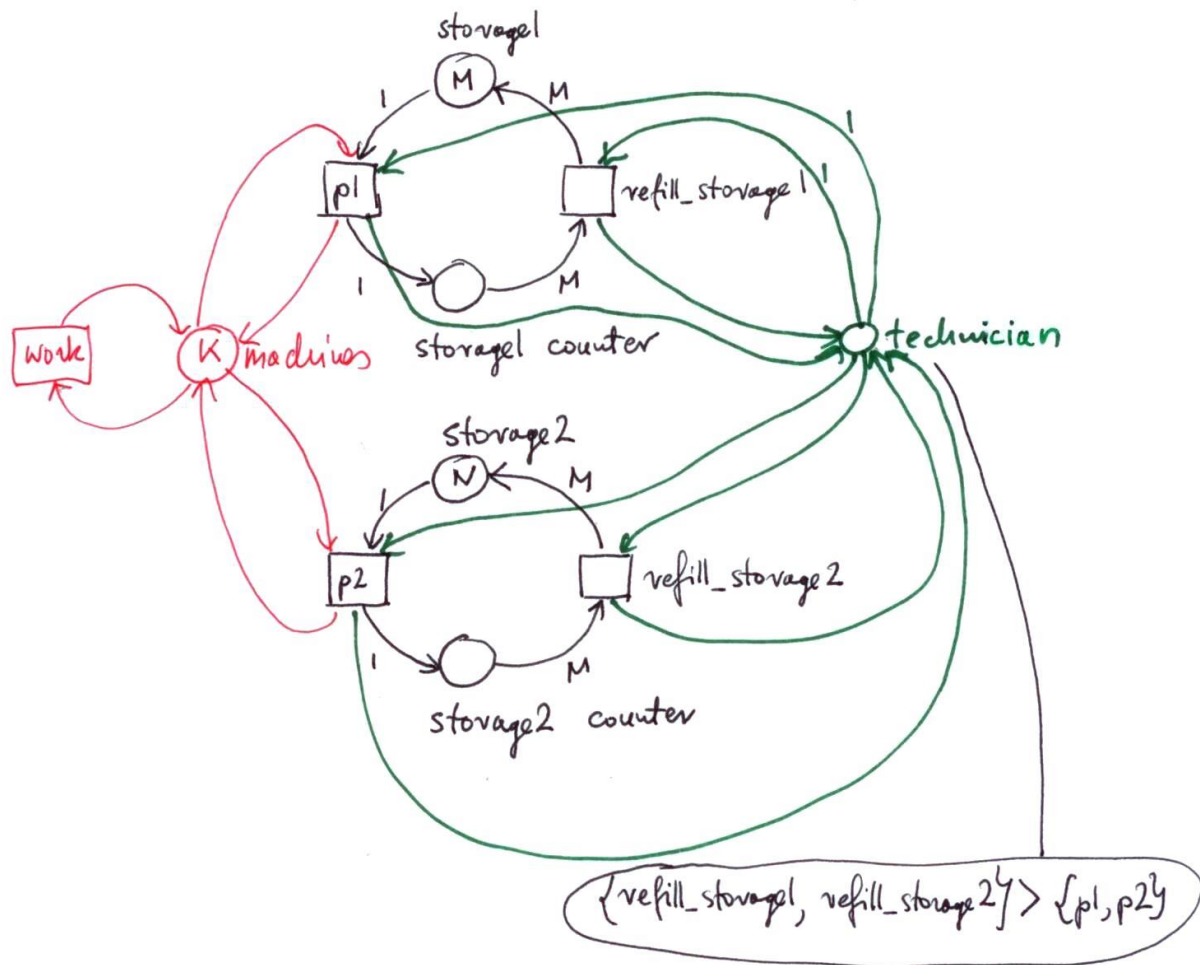 storage1
M
1
M
1
p1
refill_storage1
1
1
M
storage1 counter
technician
work
K
machines
storage2
N
M
1
p2
refill_storage2
1
M
storage2 counter
{refill_storage1, refill_storage2} > {p1, p2}